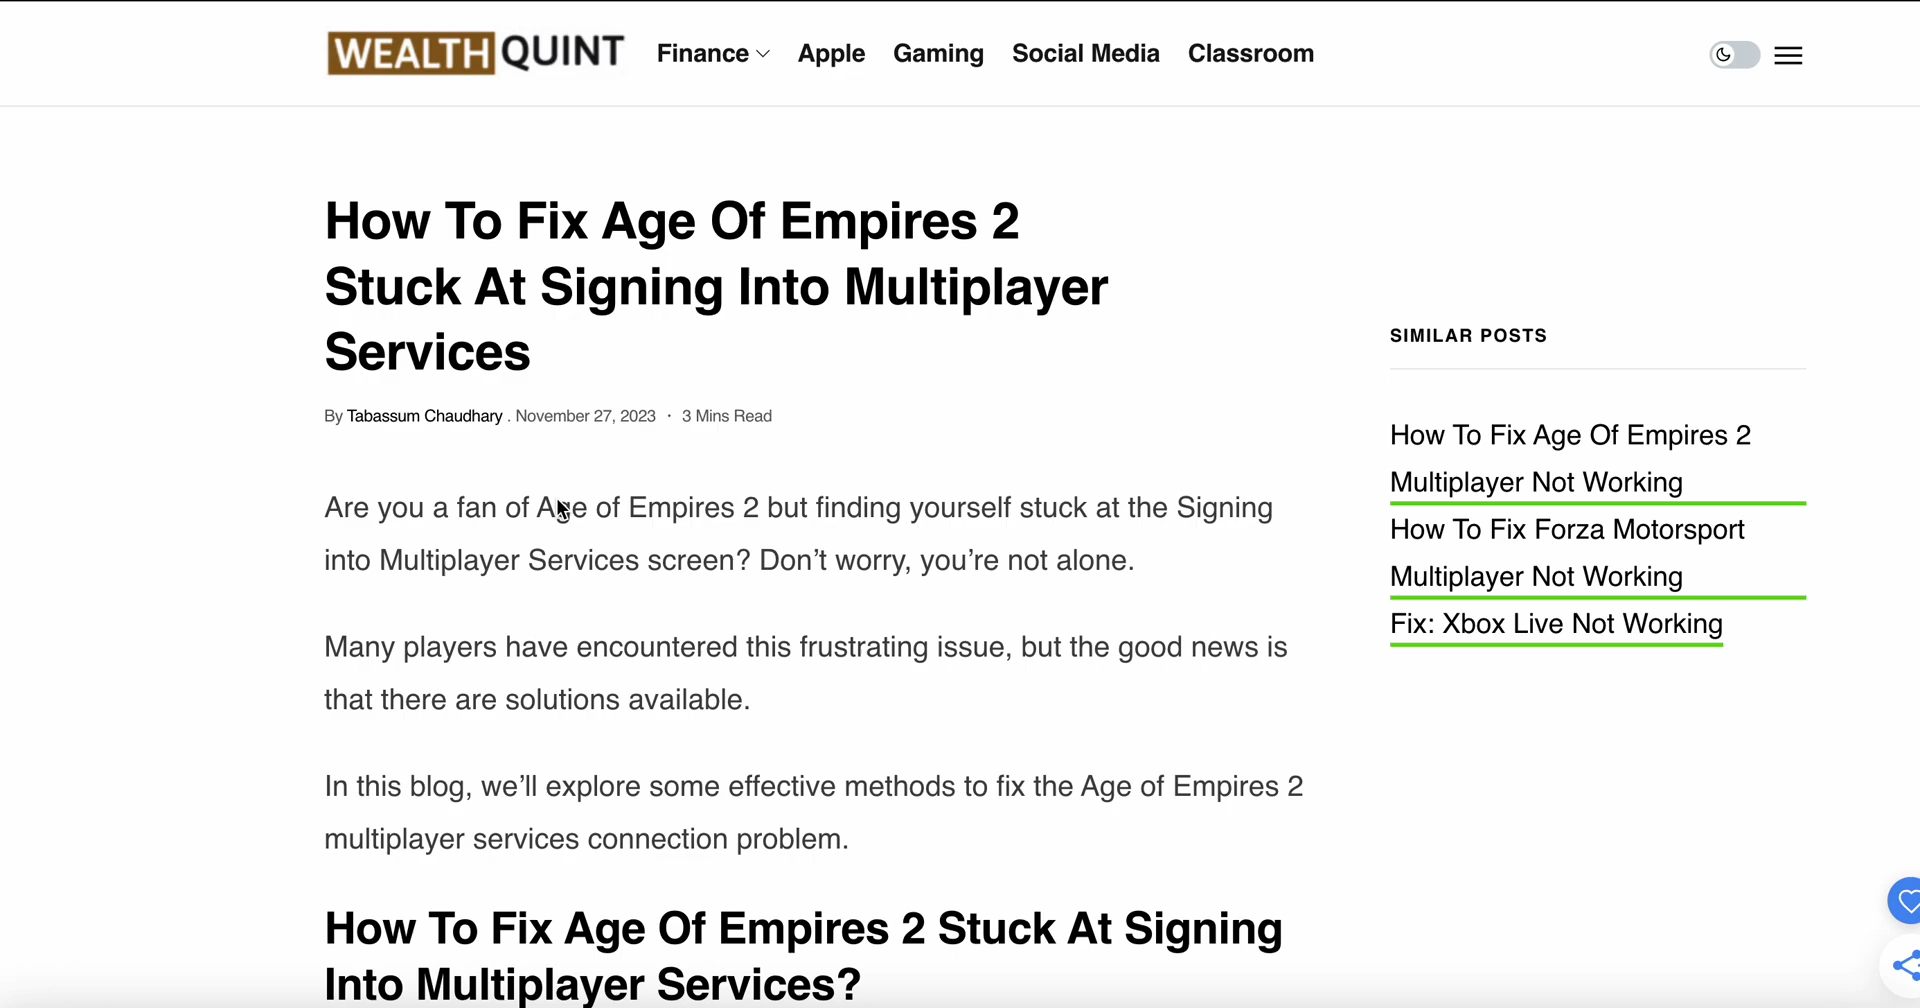 WEALTH QUINT Finance Apple Gaming Social Media Classroom
How To Fix Age Of Empires 2
Stuck At Signing Into Multiplayer
Services
By Tabassum Chaudhary . November 27, 2023 · 3 Mins Read
Are you a fan of Age of Empires 2 but finding yourself stuck at the Signing
into Multiplayer Services screen? Don’t worry, you’re not alone.
Many players have encountered this frustrating issue, but the good news is
that there are solutions available.
In this blog, we’ll explore some effective methods to fix the Age of Empires 2
multiplayer services connection problem.
How To Fix Age Of Empires 2 Stuck At Signing
Into Multiplayer Services?
SIMILAR POSTS
How To Fix Age Of Empires 2
Multiplayer Not Working
How To Fix Forza Motorsport
Multiplayer Not Working
Fix: Xbox Live Not Working